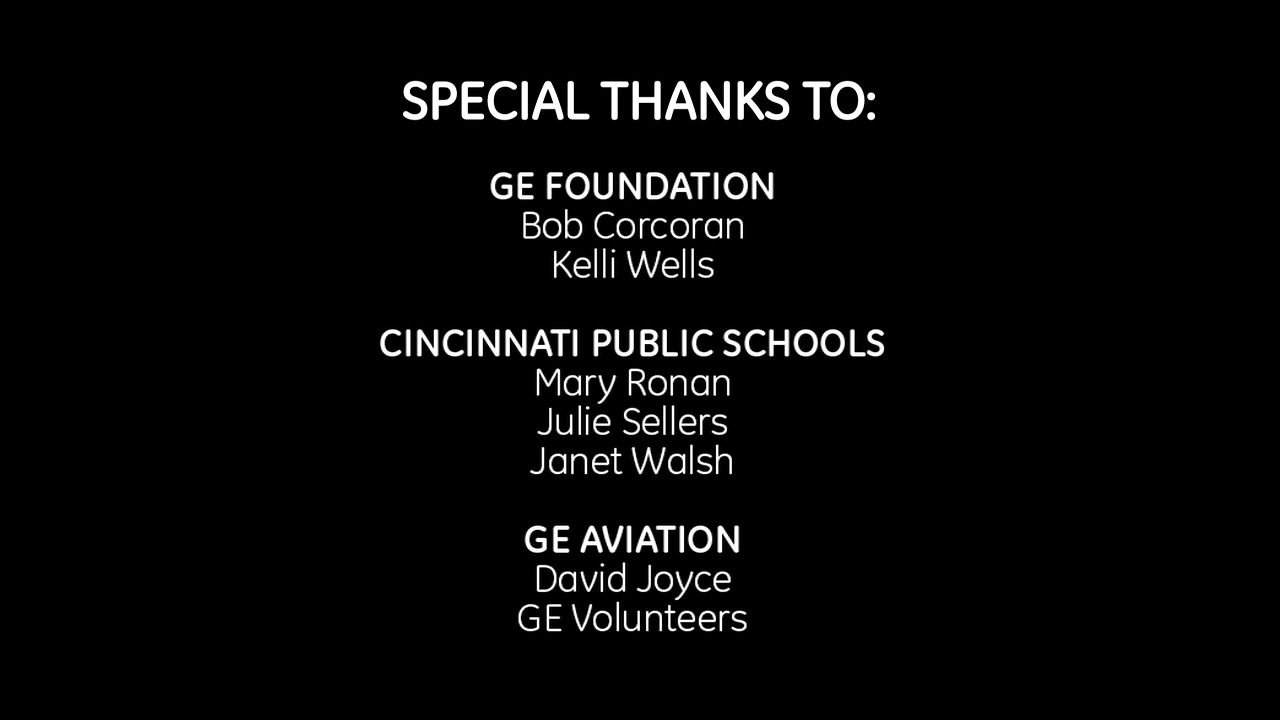 SPECIAL THANKS TO:
GE FOUNDATION
Bob Corcoran
Kelli Wells
CINCINNATI PUBLIC SCHOOLS
Mary Ronan
Julie Sellers
Janet Walsh
GE AVIATION
David Joyce
GE Volunteers